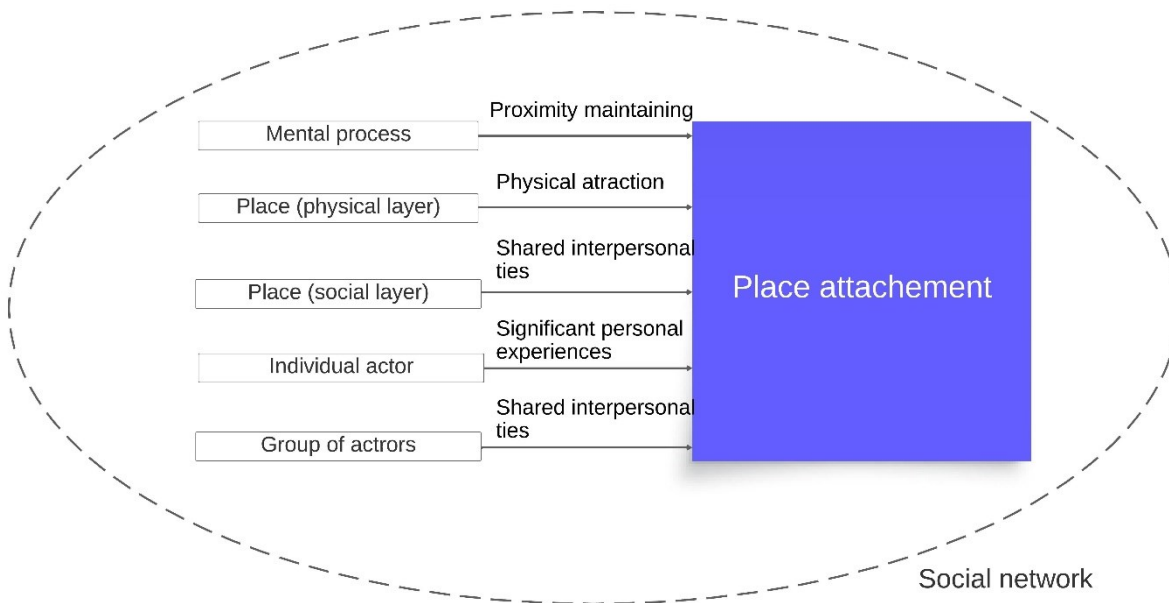 Proximity maintaining
Mental process
Physical atraction
Place (physical layer)
Shared interpersonal
ties
Place (social layer)
Place attachement
Significant personal
experiences
Individual actor
Shared interpersonal
ties
Group of actrors
Social network